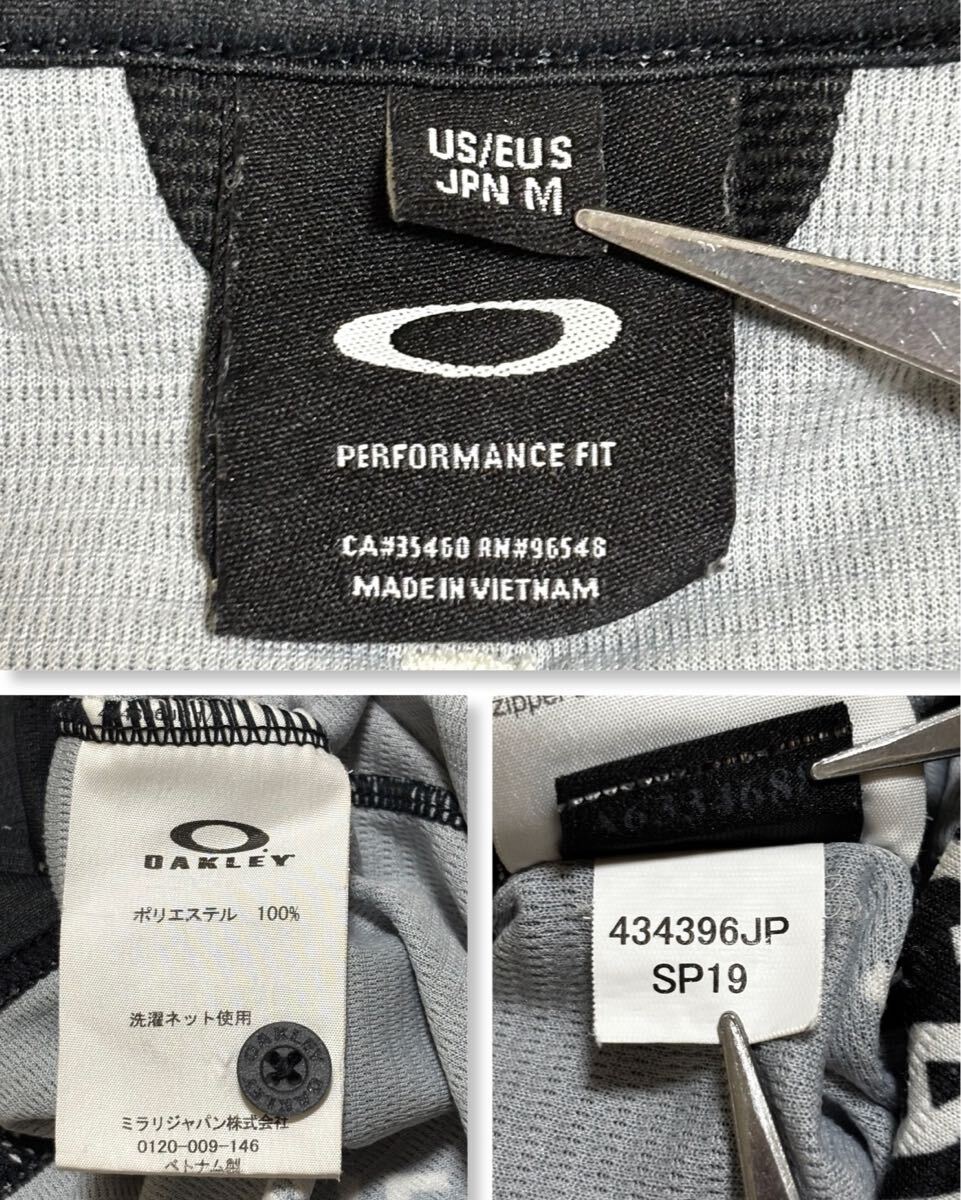 US/EU S
JPN M
PERFORMANCE FIT
CA#35460 RN#96548
MADE IN VIETNAM
OAKLEY
ポリエステル 100%
洗濯ネット使用
OAKLEY
ミラリジャパン株式会社
0120-009-146
ベトナム製
zipper
434396JP
SP19